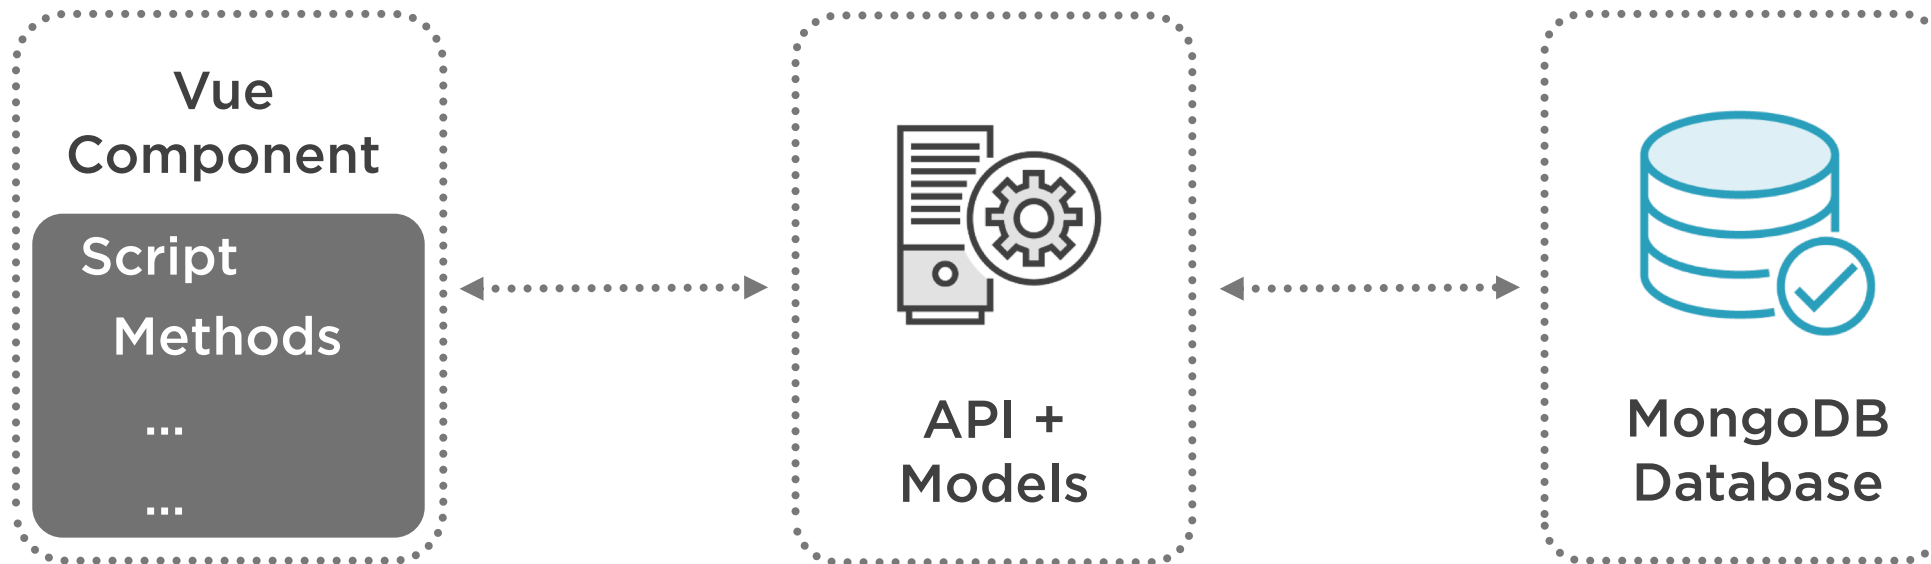 Vue
Component
Script
Methods
...
...
API +
Models
MongoDB
Database